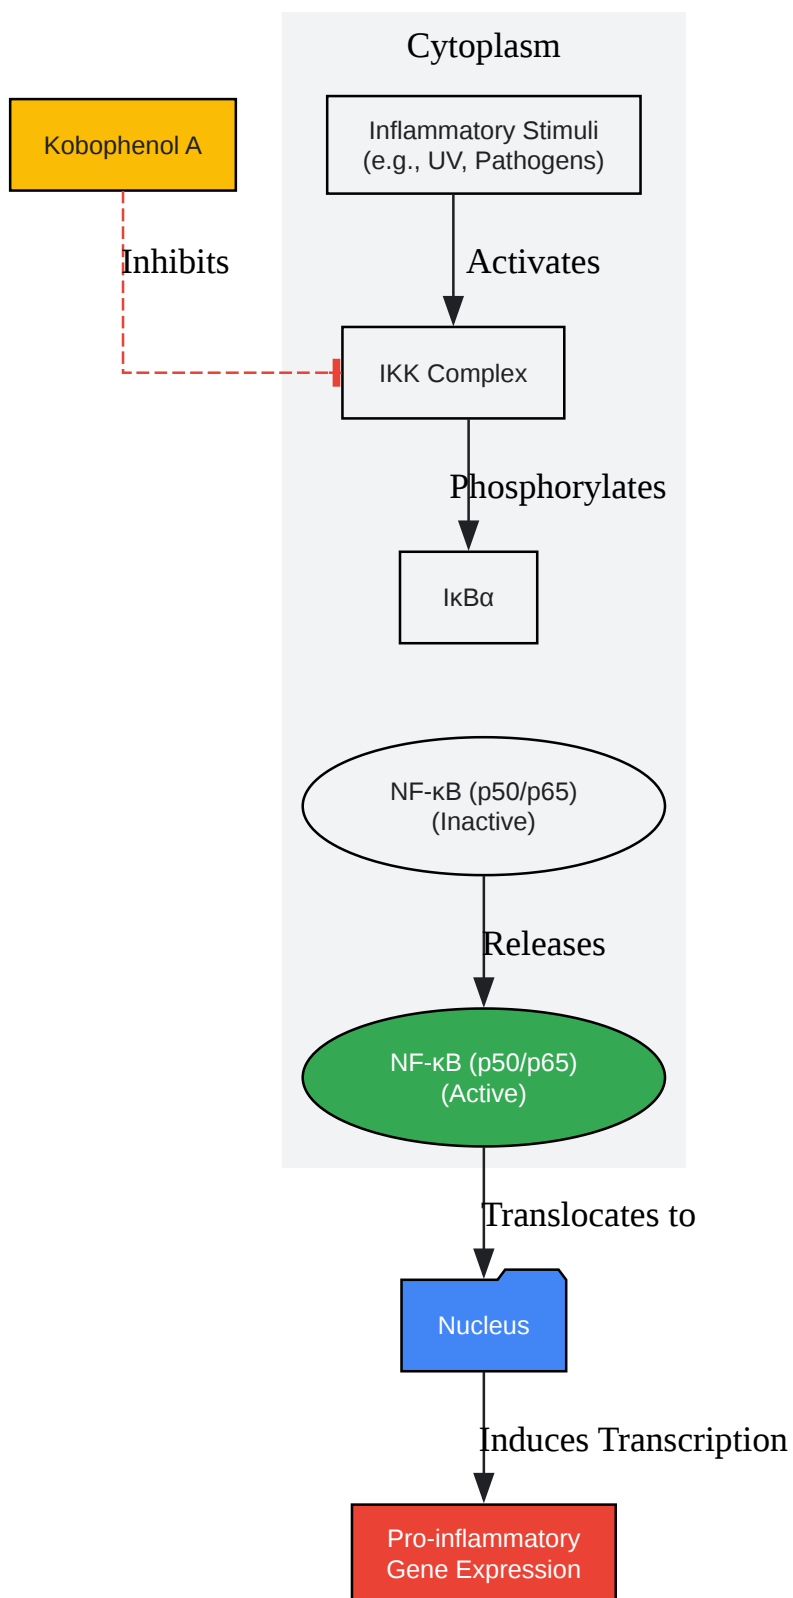 Cytoplasm
Kobophenol A
Inflammatory Stimuli
(e.g., UV, Pathogens)
Inhibits
Activates
IKK Complex
Phosphorylates
IκBα
NF-κB (p50/p65)
(Inactive)
Releases
NF-κB (p50/p65)
(Active)
Translocates to
Nucleus
Induces Transcription
Pro-inflammatory
Gene Expression